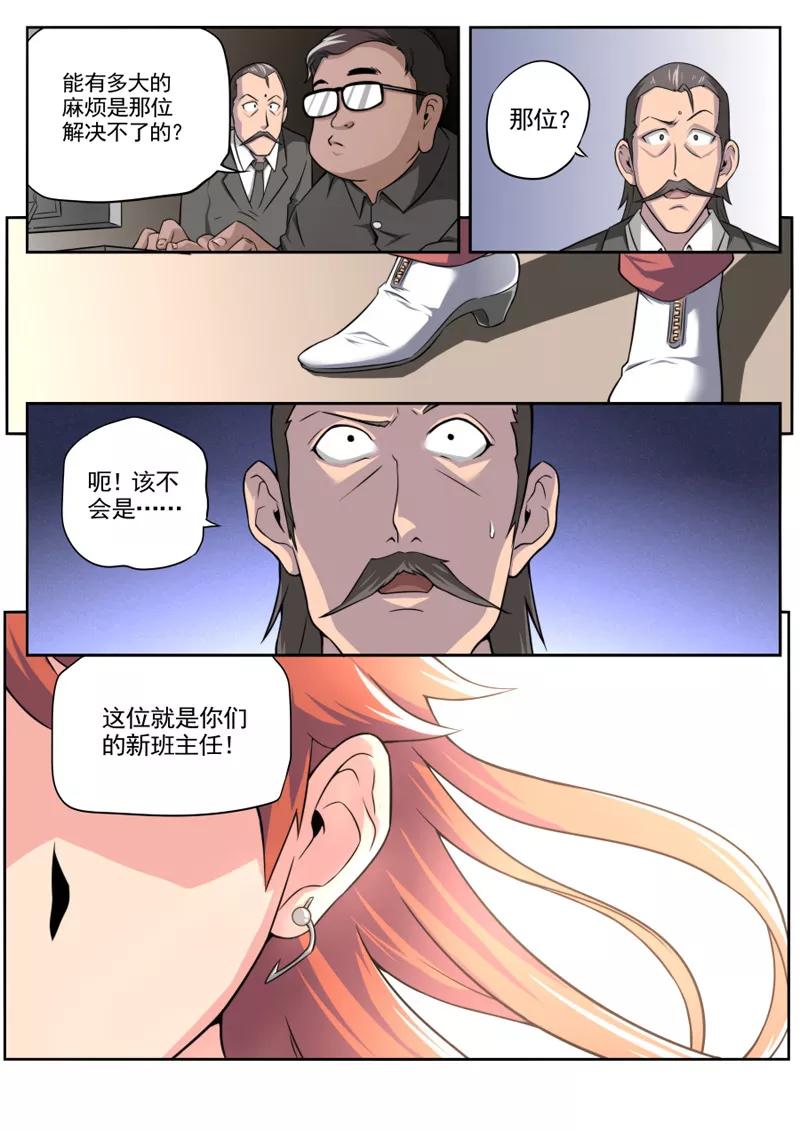 能有多大的
麻烦是那位
解决不了的？
那位？
呃！该不
会是……
这位就是你们
的新班主任！